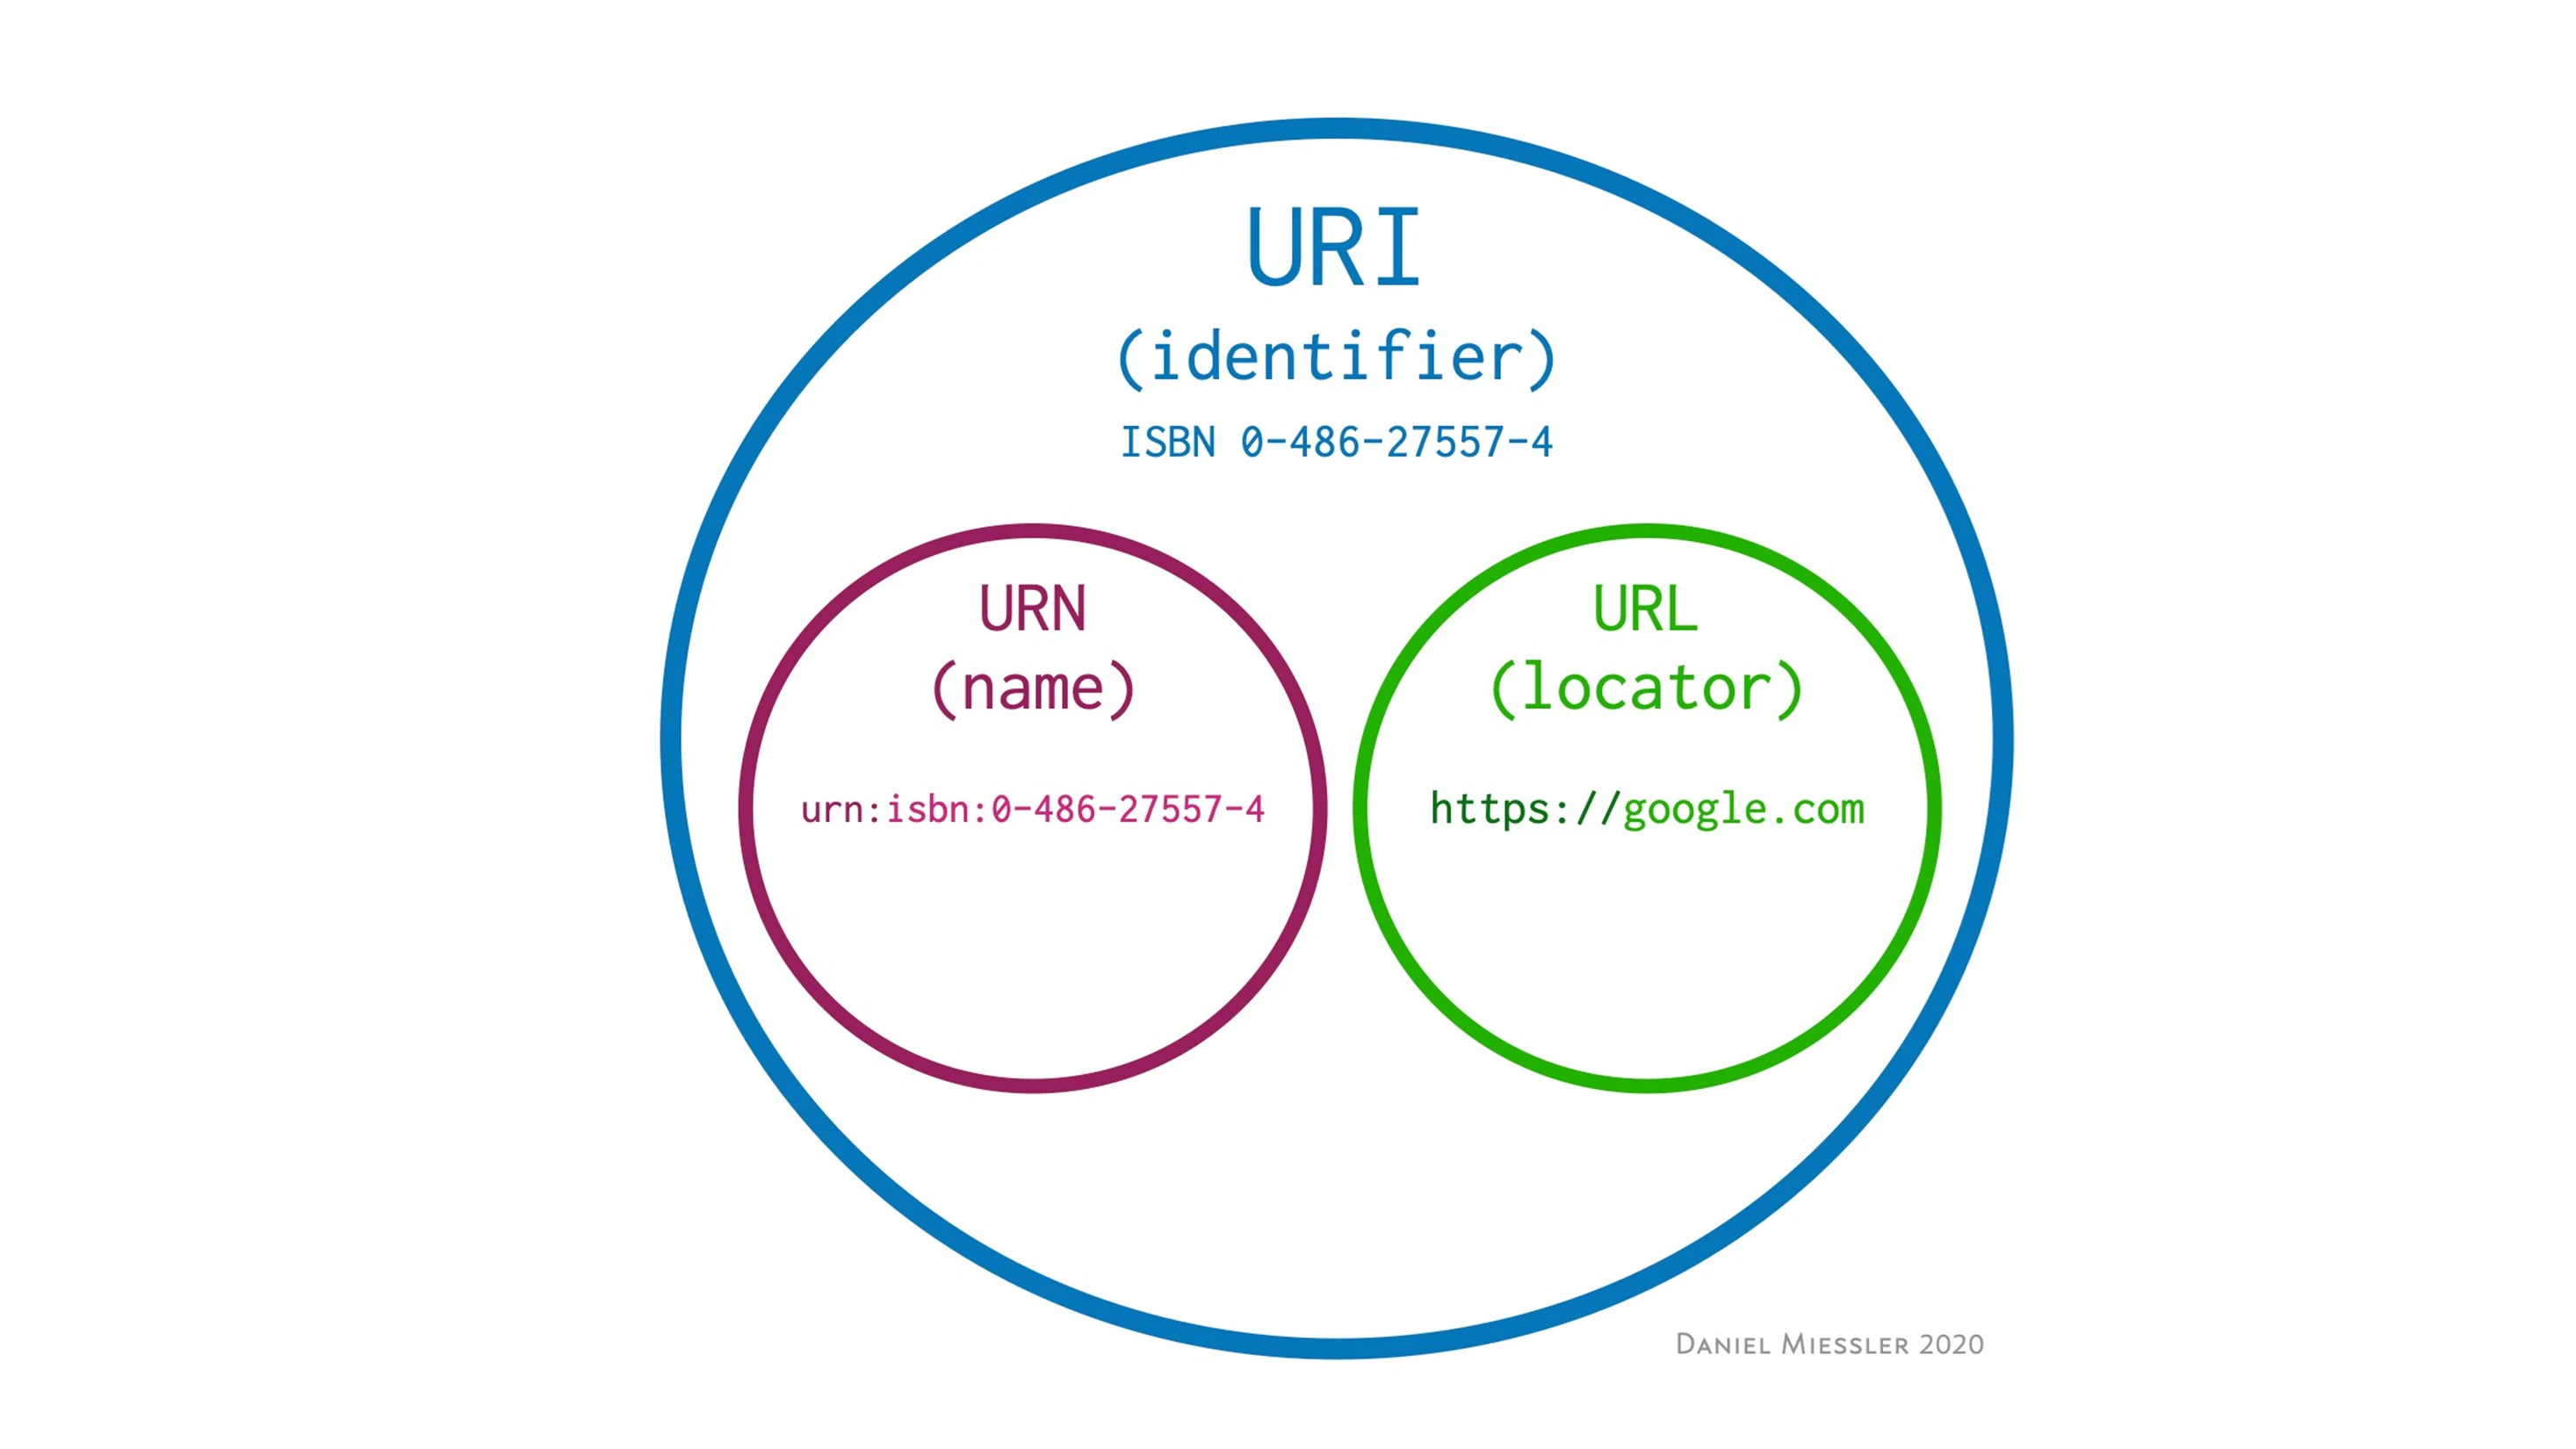 URI
(identifier)
ISBN 0-486-27557-4
URN
(name)
urn:isbn:0-486-27557-4
URL
(locator)
https://google.com
DANIEL MIESSLER 2020